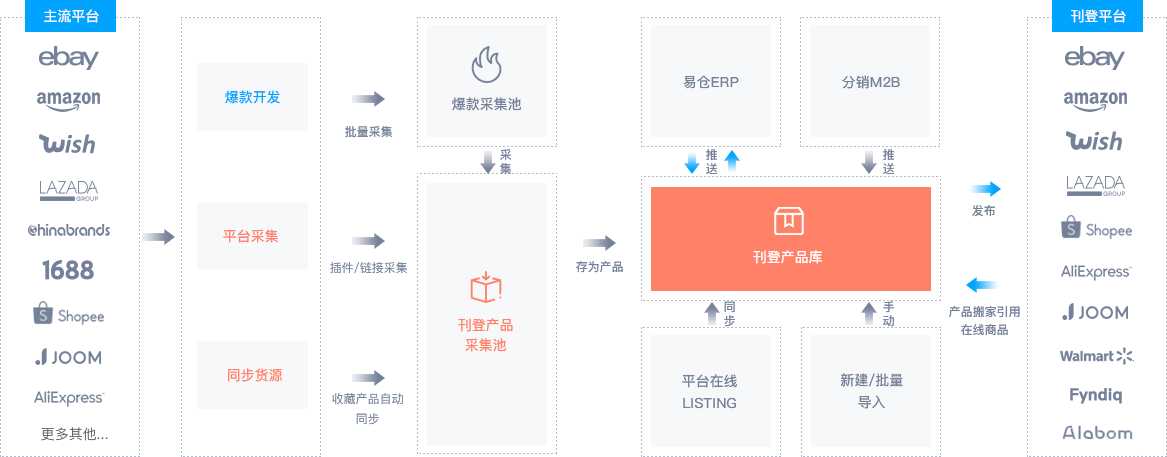 主流平台
ebay
amazon
wish
LAZADA
GROUP
chinabrands
1688
Shopee
JOOM
AliExpress
更多其他...
爆款开发
平台采集
同步货源
批量采集
插件/链接采集
收藏产品自动
同步
爆款采集池
采
集
刊登产品
采集池
存为产品
易仓ERP
分销M2B
推
送
推
送
刊登产品库
同
步
手
动
平台在线
LISTING
新建/批量
导入
发布
产品搬家引用
在线商品
刊登平台
ebay
amazon
wish
LAZADA
GROUP
Shopee
AliExpress
JOOM
Walmart
Fyndiq
Alabom